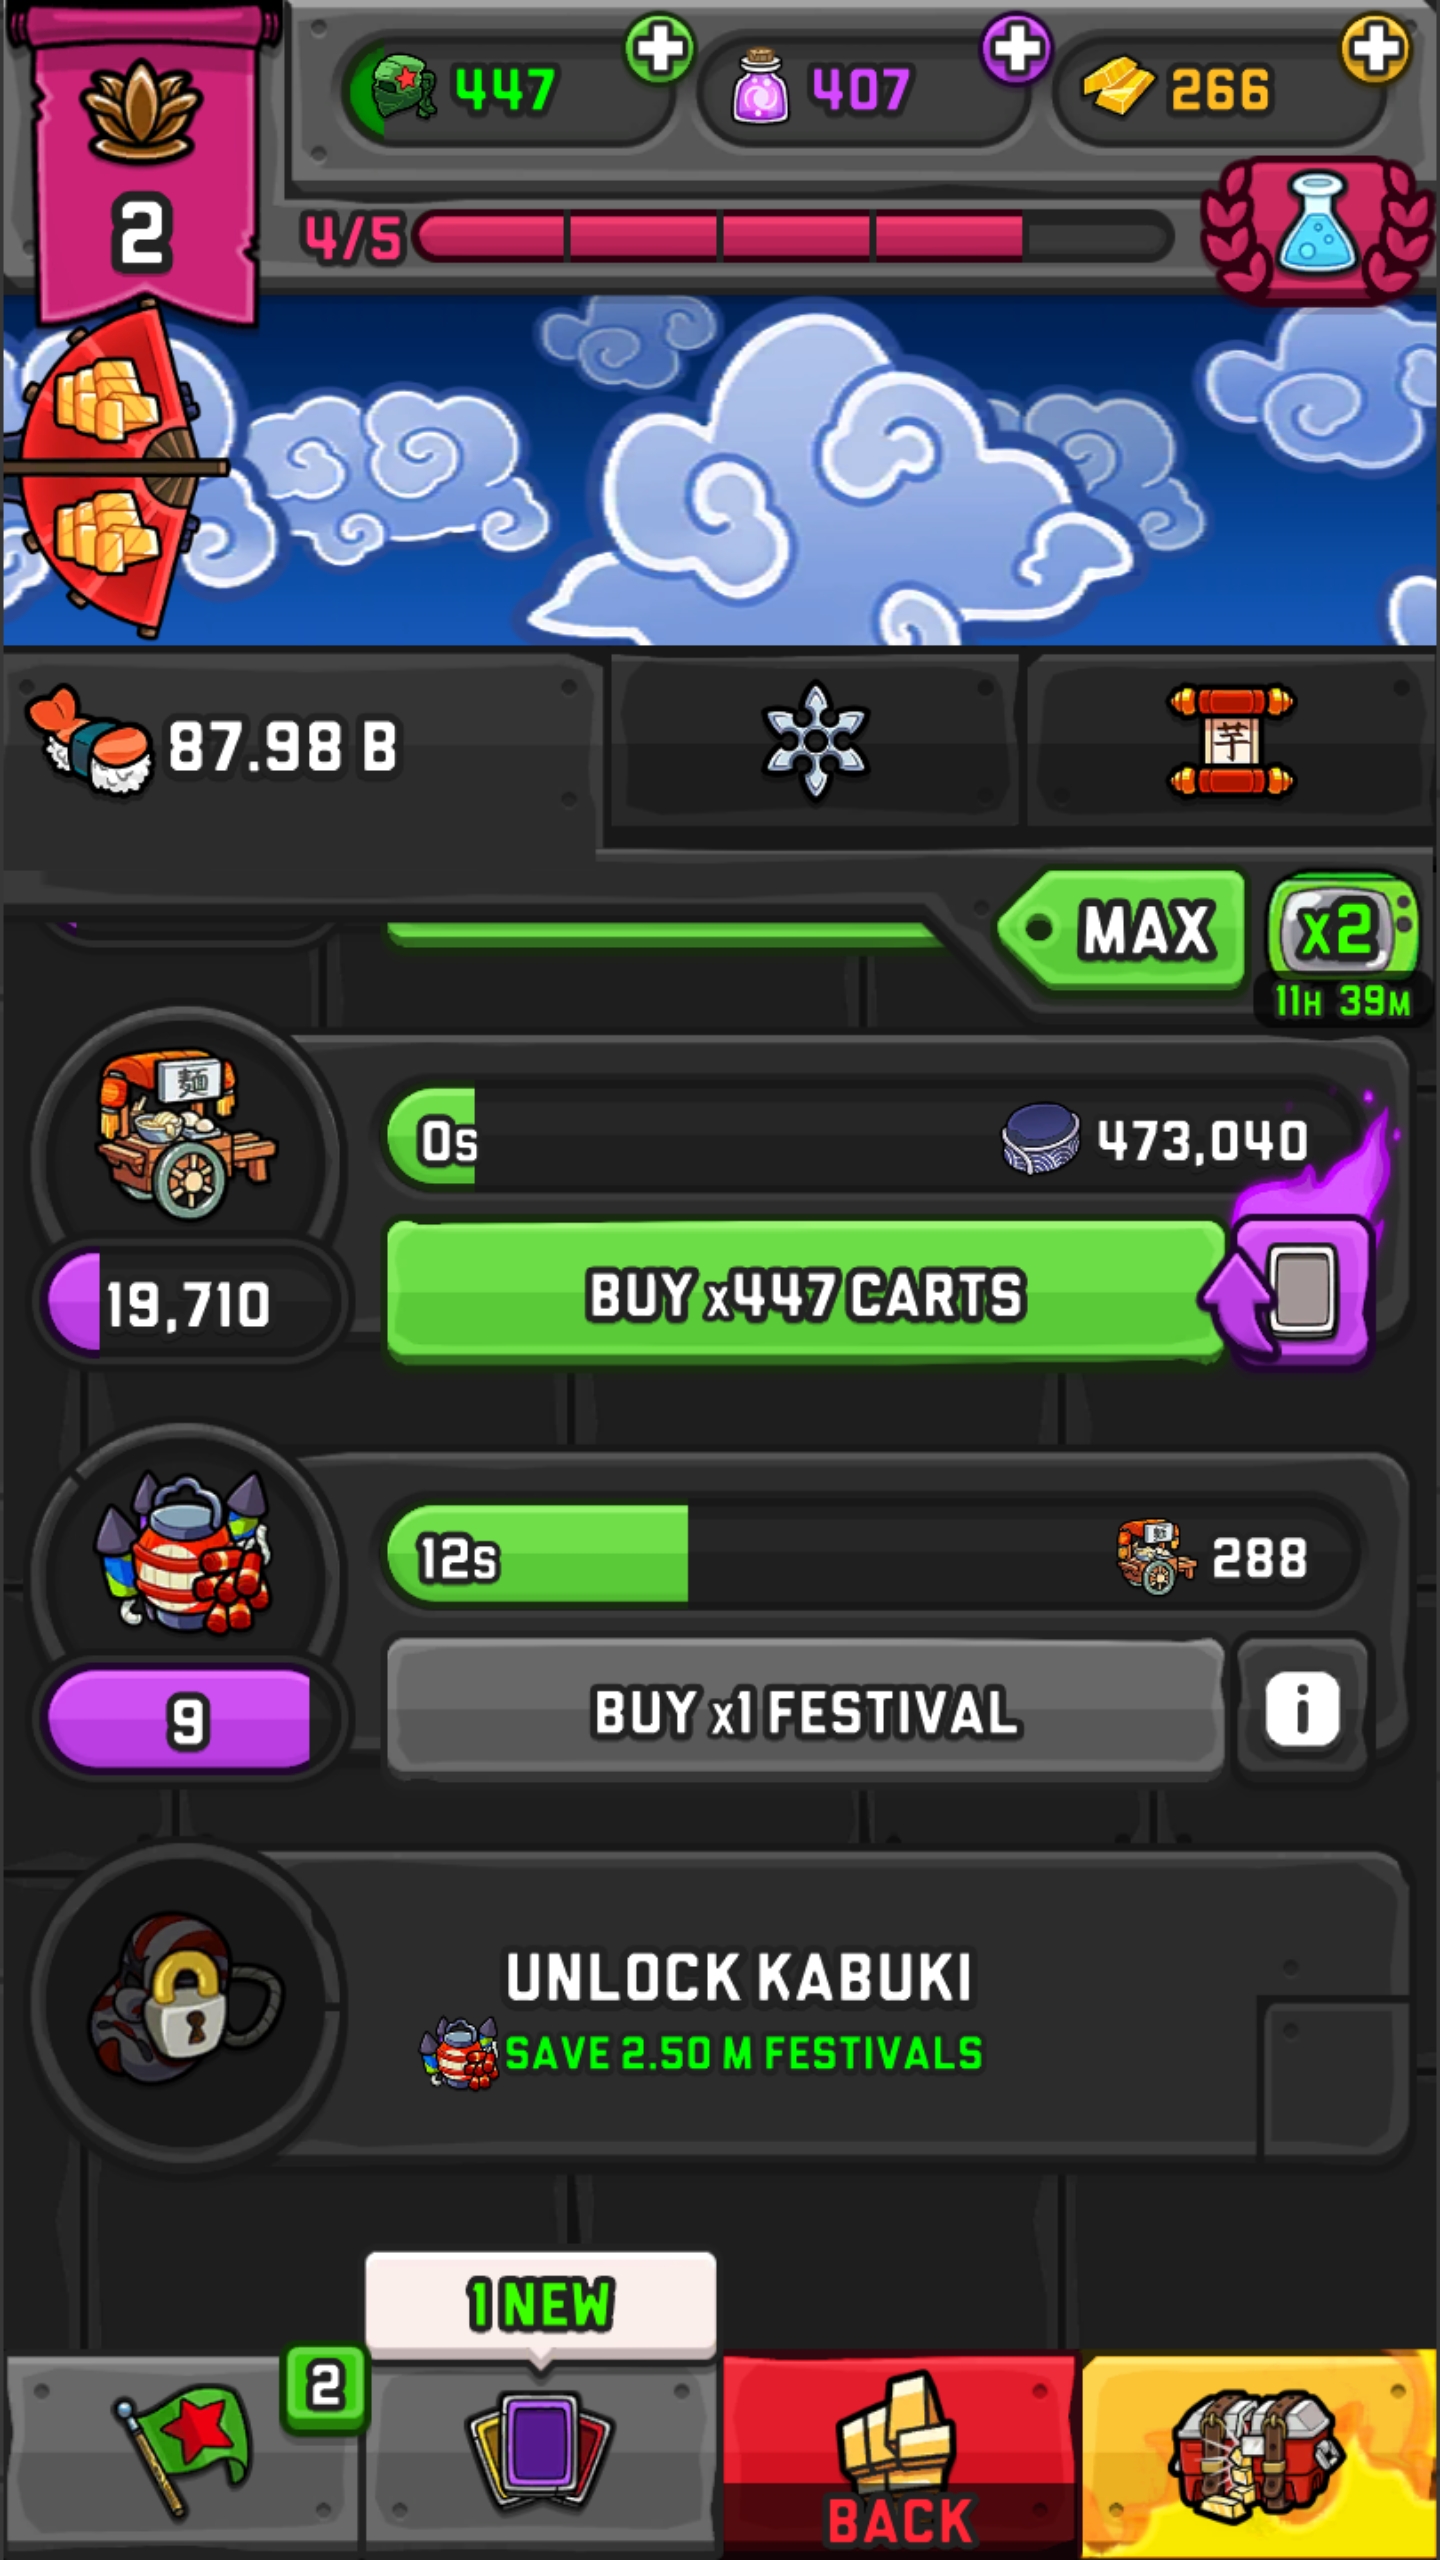 447
407
266
2
4/5
87.98 B
芋
MAX
x2
11H 39M
麺
0s
473,040
19,710
BUY x447 CARTS
12s
288
9
BUY x1 FESTIVAL
i
UNLOCK KABUKI
SAVE 2.50 M FESTIVALS
1 NEW
2
BACK